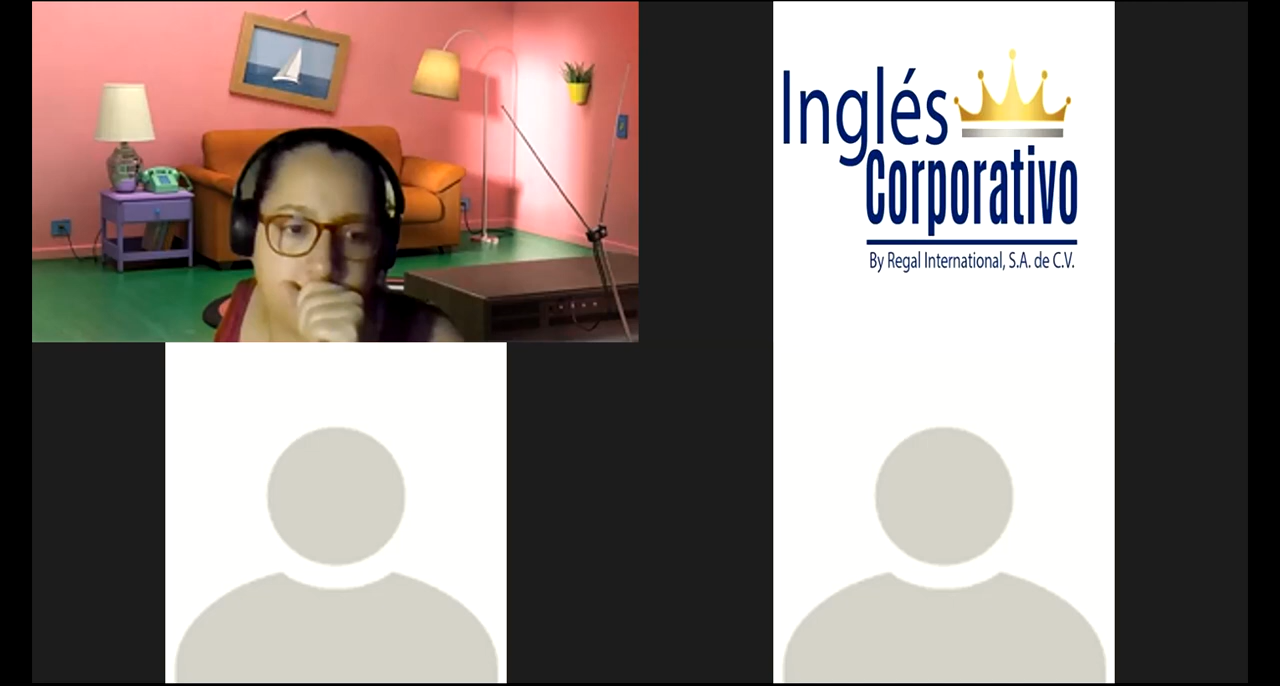 Inglés
Corporativo
By Regal International, S.A. de C.V.